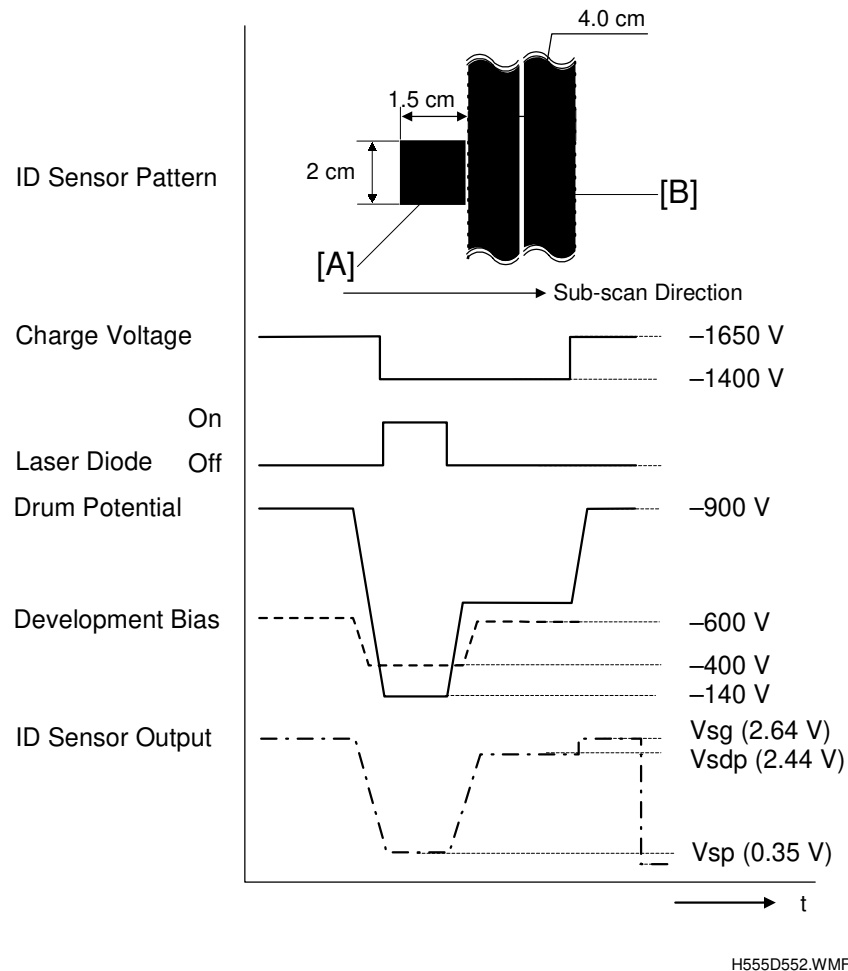 4.0 cm
1.5 cm
ID Sensor Pattern
2 cm
[B]
[A]
Sub-scan Direction
Charge Voltage
–1650 V
–1400 V
On
Laser Diode Off
Drum Potential
–900 V
Development Bias
–600 V
–400 V
–140 V
ID Sensor Output
Vsg (2.64 V)
Vsdp (2.44 V)
Vsp (0.35 V)
t
H555D552.WMF